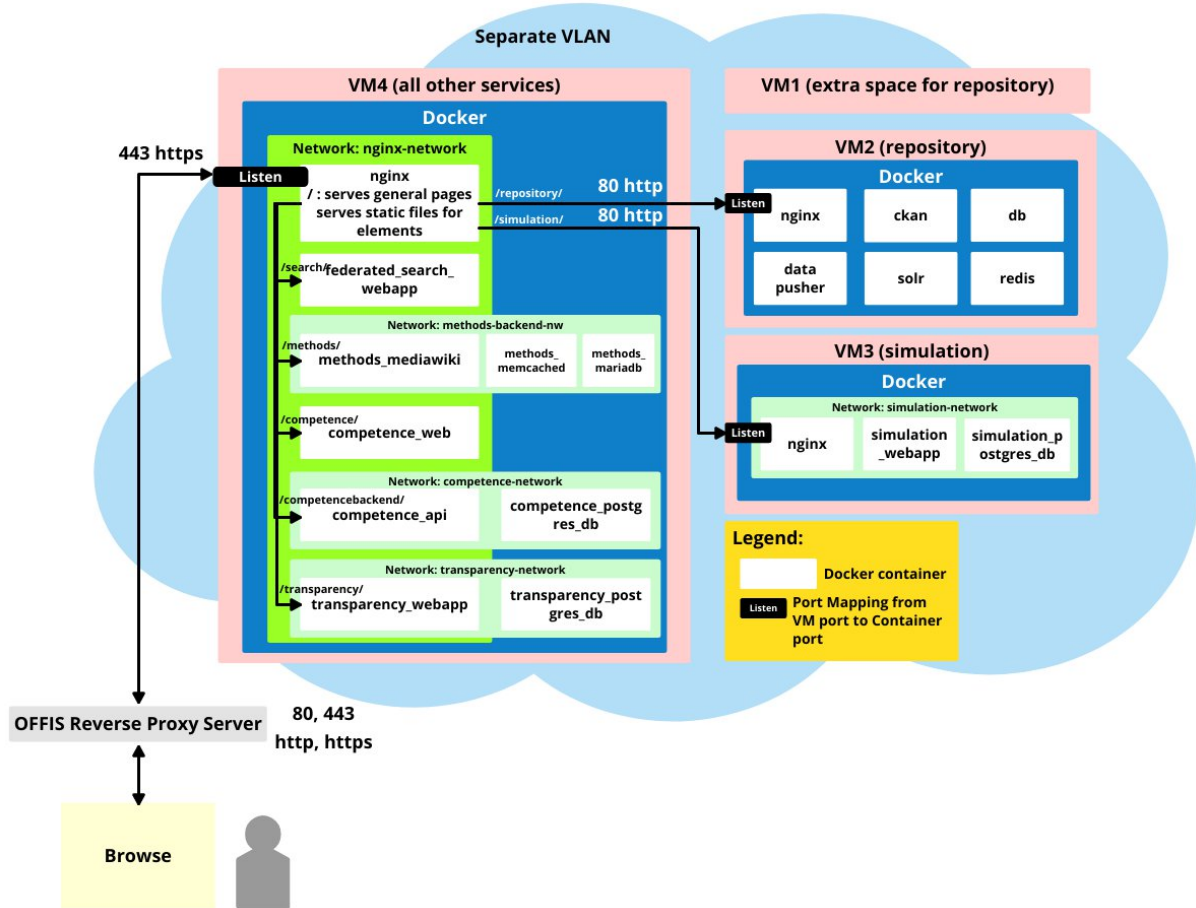 Separate VLAN
VM4 (all other services)
Docker
Network: nginx-network
443 https
Listen
nginx
/ : serves general pages
serves static files for
elements
/repository/
80 http
/simulation/
80 http
/search/
federated_search_
webapp
Network: methods-backend-nw
/methods/
methods_mediawiki
methods_
memcached
methods_
mariadb
/competence/
competence_web
Network: competence-network
/competencebackend/
competence_api
competence_postg
res_db
Network: transparency-network
/transparency/
transparency_webapp
transparency_post
gres_db
VM1 (extra space for repository)
VM2 (repository)
Docker
Listen
nginx
ckan
db
data
pusher
solr
redis
VM3 (simulation)
Docker
Network: simulation-network
Listen
nginx
simulation
_webapp
simulation_p
ostgres_db
Legend:
Docker container
Listen
Port Mapping from
VM port to Container
port
OFFIS Reverse Proxy Server
80, 443
http, https
Browse